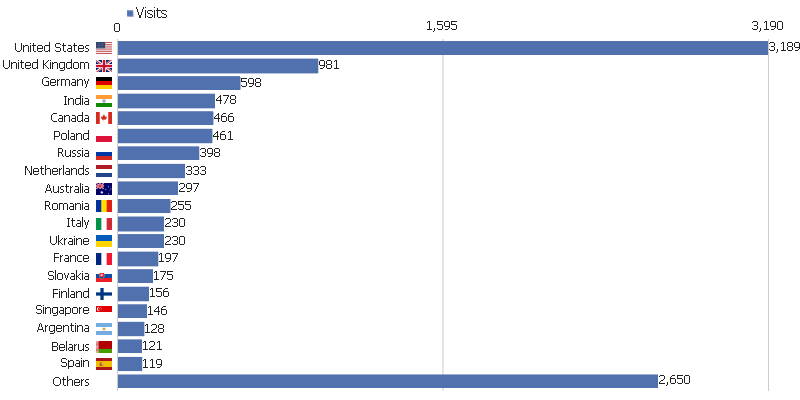 Visits
0 1,595 3,190
United States 3,189
United Kingdom 981
Germany 598
India 478
Canada 466
Poland 461
Russia 398
Netherlands 333
Australia 297
Romania 255
Italy 230
Ukraine 230
France 197
Slovakia 175
Finland 156
Singapore 146
Argentina 128
Belarus 121
Spain 119
Others 2,650